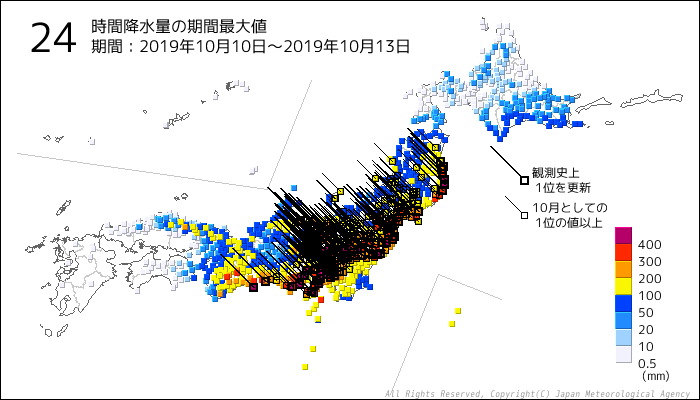 24
時間降水量の期間最大値
期間：2019年10月10日～2019年10月13日
観測史上
1位を更新
10月としての
1位の値以上
400
300
200
100
50
20
10
0.5
(mm)
All Rights Reserved, Copyright(C) Japan Meteorological Agency